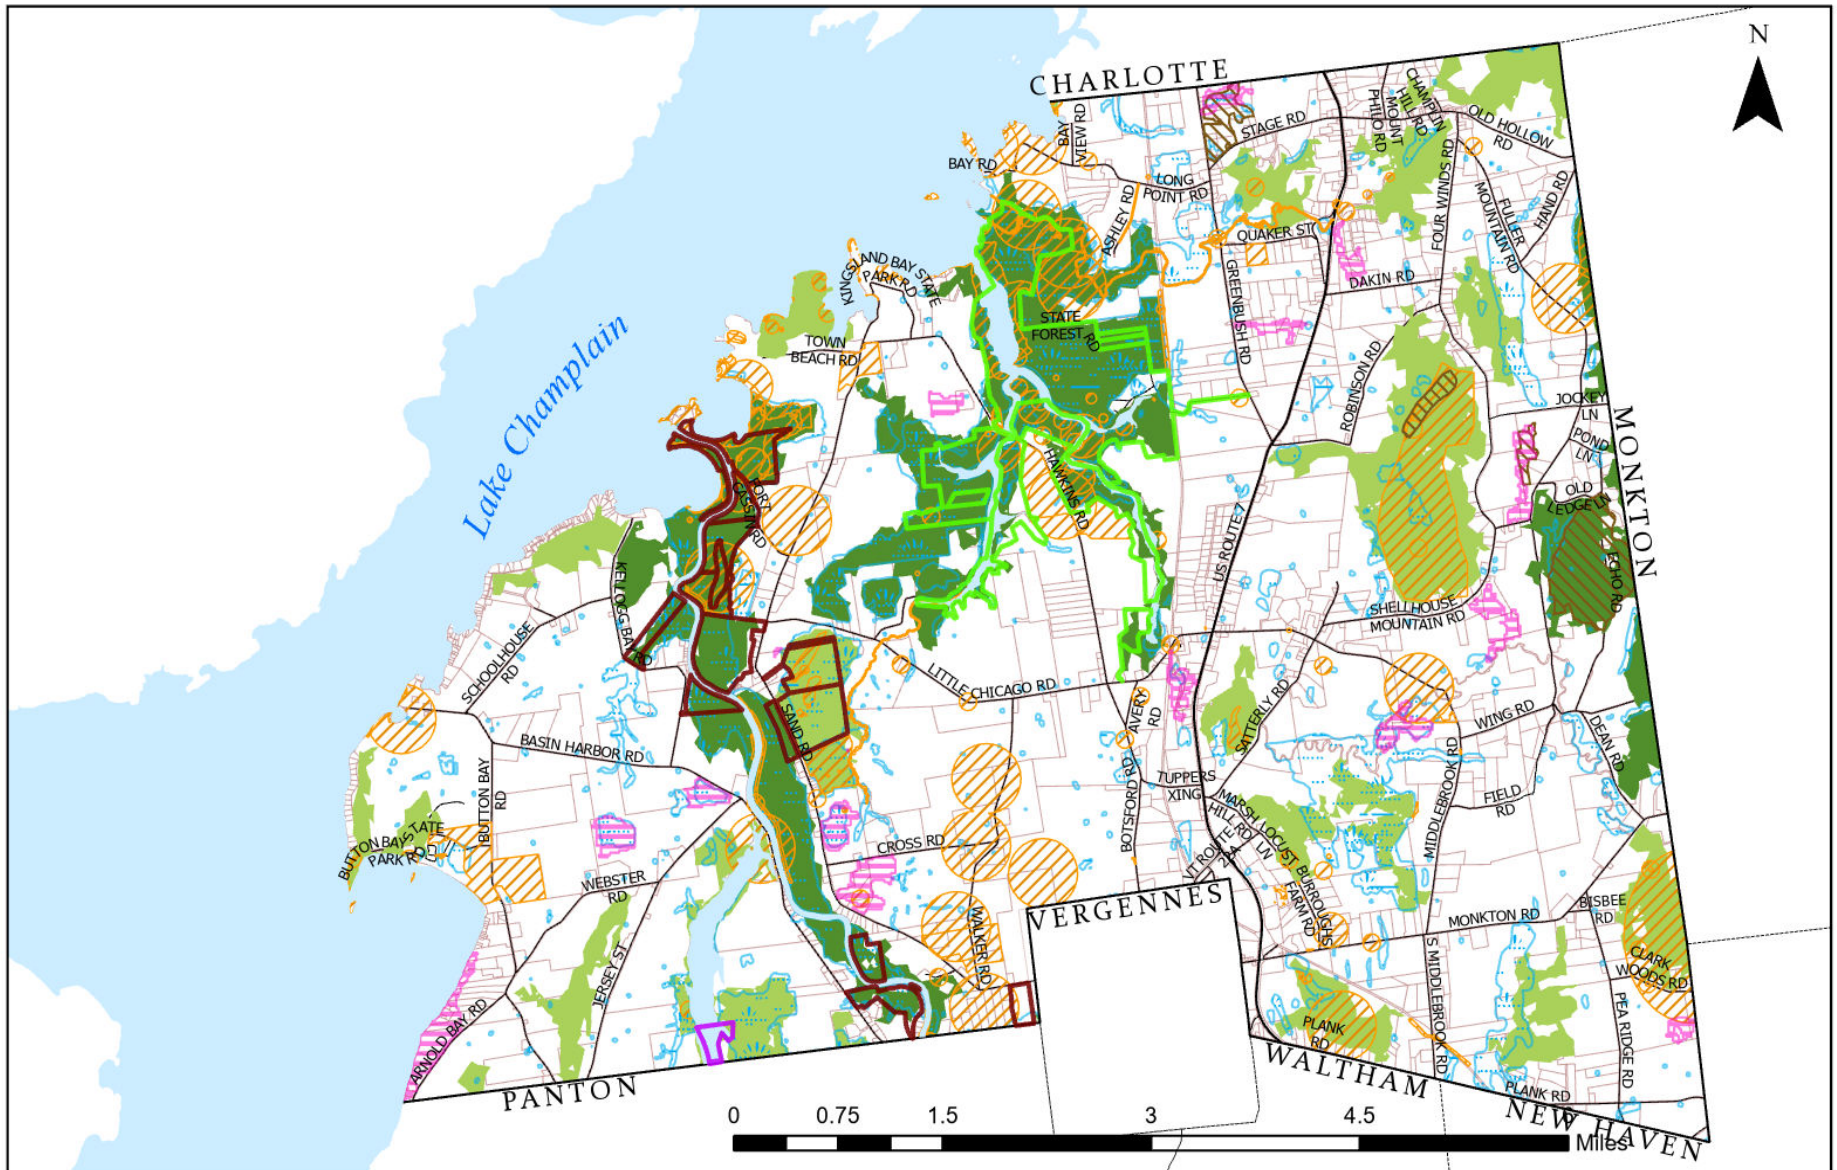 N
CHARLOTTE
BAY
VIEW RD
BAY RD
STAGE RD
MOUNT
PHILO RD
CHAMPLIN
HILL RD
OLD HOLLOW
RD
LONG
POINT RD
ASHLEY RD
FOUR WINDS RD
FULLER
MOUNTAIN RD
HAND RD
QUAKER ST
KINGSLAND BAY STATE
PARK RD
GREENBUSH RD
DAKIN RD
STATE
FOREST RD
TOWN
BEACH RD
ROBINSON RD
Lake Champlain
JOCKEY
LN
POND
LN
MONKTON
HAWKINS RD
FORT
CASSIN RD
OLD
LEDGE LN
US ROUTE 7
ECHO RD
KELLOGG BAY RD
SHELLHOUSE
MOUNTAIN RD
SCHOOLHOUSE
RD
LITTLE CHICAGO RD
SATTERLY RD
AVERY
RD
WING RD
DEAN RD
SAND RD
BASIN HARBOR RD
BUTTON BAY
RD
BOTSFORD RD
TUPPERS
XING
MIDDLEBROOK RD
FIELD
RD
MARSH
HILL RD
LOCUST
LN
BURROUGHS
FARM RD
BUTTON BAY STATE
PARK RD
CROSS RD
VT ROUTE
22A
WEBSTER
RD
VERGENNES
WALKER RD
MONKTON RD
BISBEE
RD
JERSEY ST
S MIDDLEBROOK RD
CLARK
WOODS RD
ARNOLD BAY RD
PLANK
RD
PEA RIDGE RD
PANTON
WALTHAM
PLANK RD
NEW HAVEN
0 0.75 1.5 3 4.5
Miles